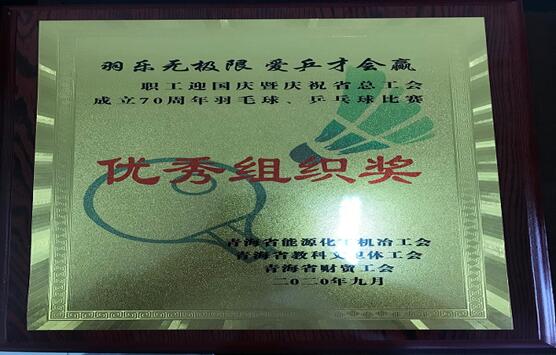 羽乐无极限 爱乒才会赢
职工迎国庆暨庆祝省总工会
成立70周年羽毛球、乒乓球比赛
优秀组织奖
青海省能源化工机冶工会
青海省教科文卫体工会
青海省财贸工会
二〇二〇年九月